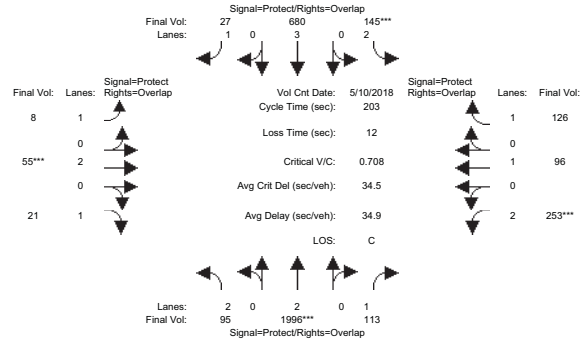 Signal=Protect/Rights=Overlap
Final Vol: 27 680 145***
Lanes: 1 0 3 0 2
Signal=Protect
Rights=Overlap
Final Vol: Lanes:
Vol Cnt Date: 5/10/2018
Signal=Protect
Rights=Overlap
Lanes: Final Vol:
Cycle Time (sec): 203
8 1
1 126
0
Loss Time (sec): 12
0
55*** 2
Critical V/C: 0.708
1 96
0
Avg Crit Del (sec/veh): 34.5
0
21 1
Avg Delay (sec/veh): 34.9
2 253***
LOS: C
Lanes: 2 0 2 0 1
Final Vol: 95 1996*** 113
Signal=Protect/Rights=Overlap